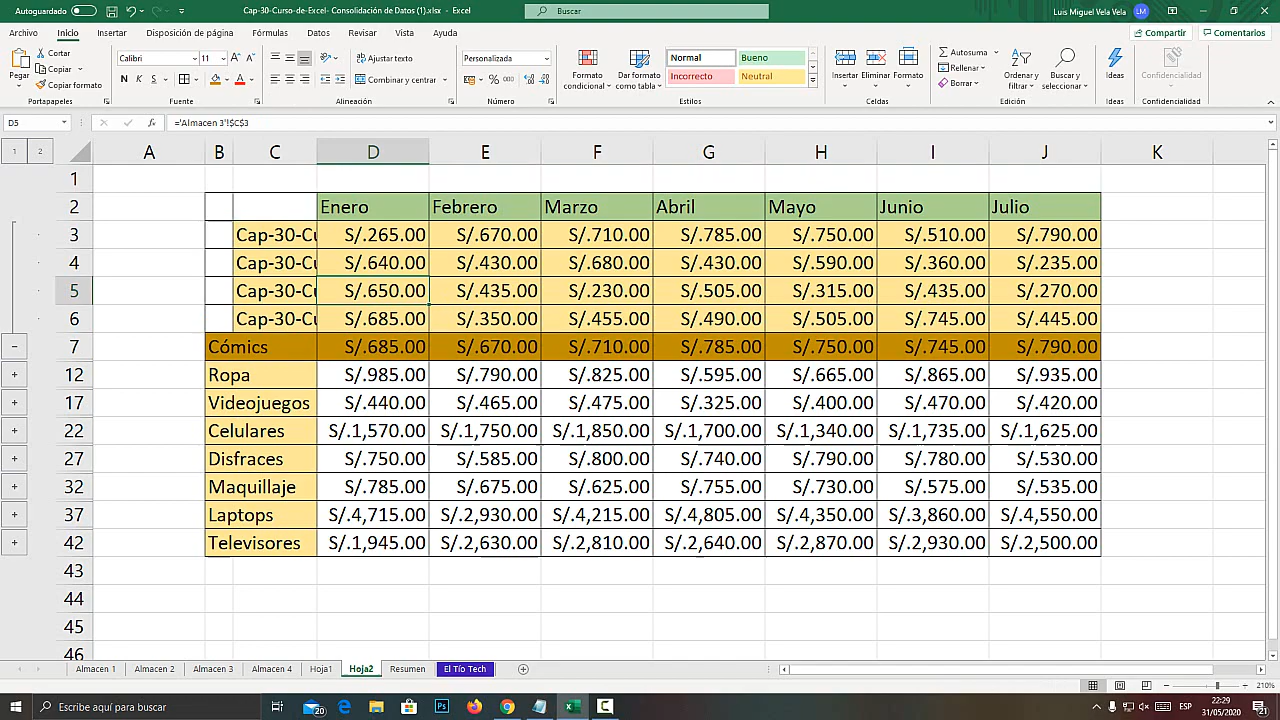 Autoguardado
Cap-30-Curso-de-Excel- Consolidación de Datos (1).xlsx - Excel
Buscar
Luis Miguel Vela Vela LM
Archivo Inicio Insertar Disposición de página Fórmulas Datos Revisar Vista Ayuda
Compartir Comentarios
Pegar
Cortar
Copiar
Copiar formato
Portapapeles
Calibri 11
N K S
Fuente
Ajustar texto
Combinar y centrar
Alineación
Personalizada
% 000
Número
Formato condicional
Dar formato como tabla
Normal Bueno
Incorrecto Neutral
Estilos
Insertar Eliminar Formato
Celdas
Autosuma
Rellenar
Borrar
Ordenar y filtrar
Buscar y seleccionar
Edición
Ideas
Ideas
Confidencialidad
Confidencialidad
D5 fx ='Almacen 3'!$C$3
1 2 A B C D E F G H I J K
1
2 Enero Febrero Marzo Abril Mayo Junio Julio
3 Cap-30-Cu S/.265.00 S/.670.00 S/.710.00 S/.785.00 S/.750.00 S/.510.00 S/.790.00
4 Cap-30-Cu S/.640.00 S/.430.00 S/.680.00 S/.430.00 S/.590.00 S/.360.00 S/.235.00
5 Cap-30-Cu S/.650.00 S/.435.00 S/.230.00 S/.505.00 S/.315.00 S/.435.00 S/.270.00
6 Cap-30-Cu S/.685.00 S/.350.00 S/.455.00 S/.490.00 S/.505.00 S/.745.00 S/.445.00
7 Cómics S/.685.00 S/.670.00 S/.710.00 S/.785.00 S/.750.00 S/.745.00 S/.790.00
12 Ropa S/.985.00 S/.790.00 S/.825.00 S/.595.00 S/.665.00 S/.865.00 S/.935.00
17 Videojuegos S/.440.00 S/.465.00 S/.475.00 S/.325.00 S/.400.00 S/.470.00 S/.420.00
22 Celulares S/.1,570.00 S/.1,750.00 S/.1,850.00 S/.1,700.00 S/.1,340.00 S/.1,735.00 S/.1,625.00
27 Disfraces S/.750.00 S/.585.00 S/.800.00 S/.740.00 S/.790.00 S/.780.00 S/.530.00
32 Maquillaje S/.785.00 S/.675.00 S/.625.00 S/.755.00 S/.730.00 S/.575.00 S/.535.00
37 Laptops S/.4,715.00 S/.2,930.00 S/.4,215.00 S/.4,805.00 S/.4,350.00 S/.3,860.00 S/.4,550.00
42 Televisores S/.1,945.00 S/.2,630.00 S/.2,810.00 S/.2,640.00 S/.2,870.00 S/.2,930.00 S/.2,500.00
43
44
45
46
Almacen 1 Almacen 2 Almacen 3 Almacen 4 Hoja1 Hoja2 Resumen El Tío Tech
210%
Escribe aquí para buscar
20
ESP
22:29
31/05/2020